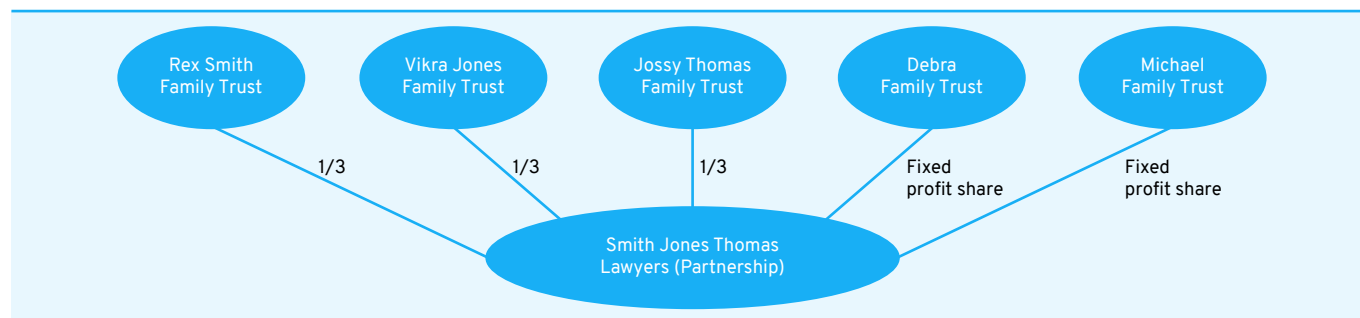 Rex Smith
Family Trust
Vikra Jones
Family Trust
Jossy Thomas
Family Trust
Debra
Family Trust
Michael
Family Trust
1/3
1/3
1/3
Fixed
profit share
Fixed
profit share
Smith Jones Thomas
Lawyers (Partnership)